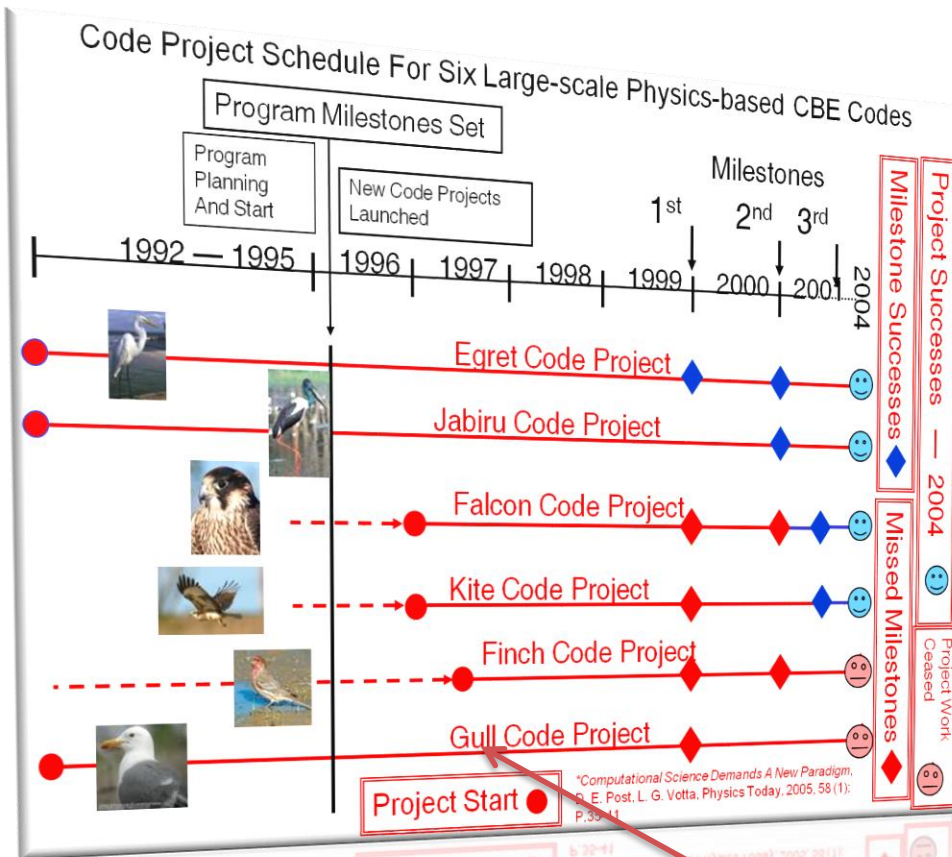 Code Project Schedule For Six Large-scale Physics-based CBE Codes
Program Milestones Set
Program
Planning
And Start
New Code Projects
Launched
Milestones
1st
2nd
3rd
1992 — 1995
1996
1997
1998
1999
2000
2001
2004
Egret Code Project
Jabiru Code Project
Falcon Code Project
Kite Code Project
Finch Code Project
Gull Code Project
Project Start
*Computational Science Demands A New Paradigm,
D. E. Post, L. G. Votta, Physics Today, 2005, 58 (1):
P.35-41
Milestone Successes
Missed Milestones
Project Successes — 2004
Project Work
Ceased